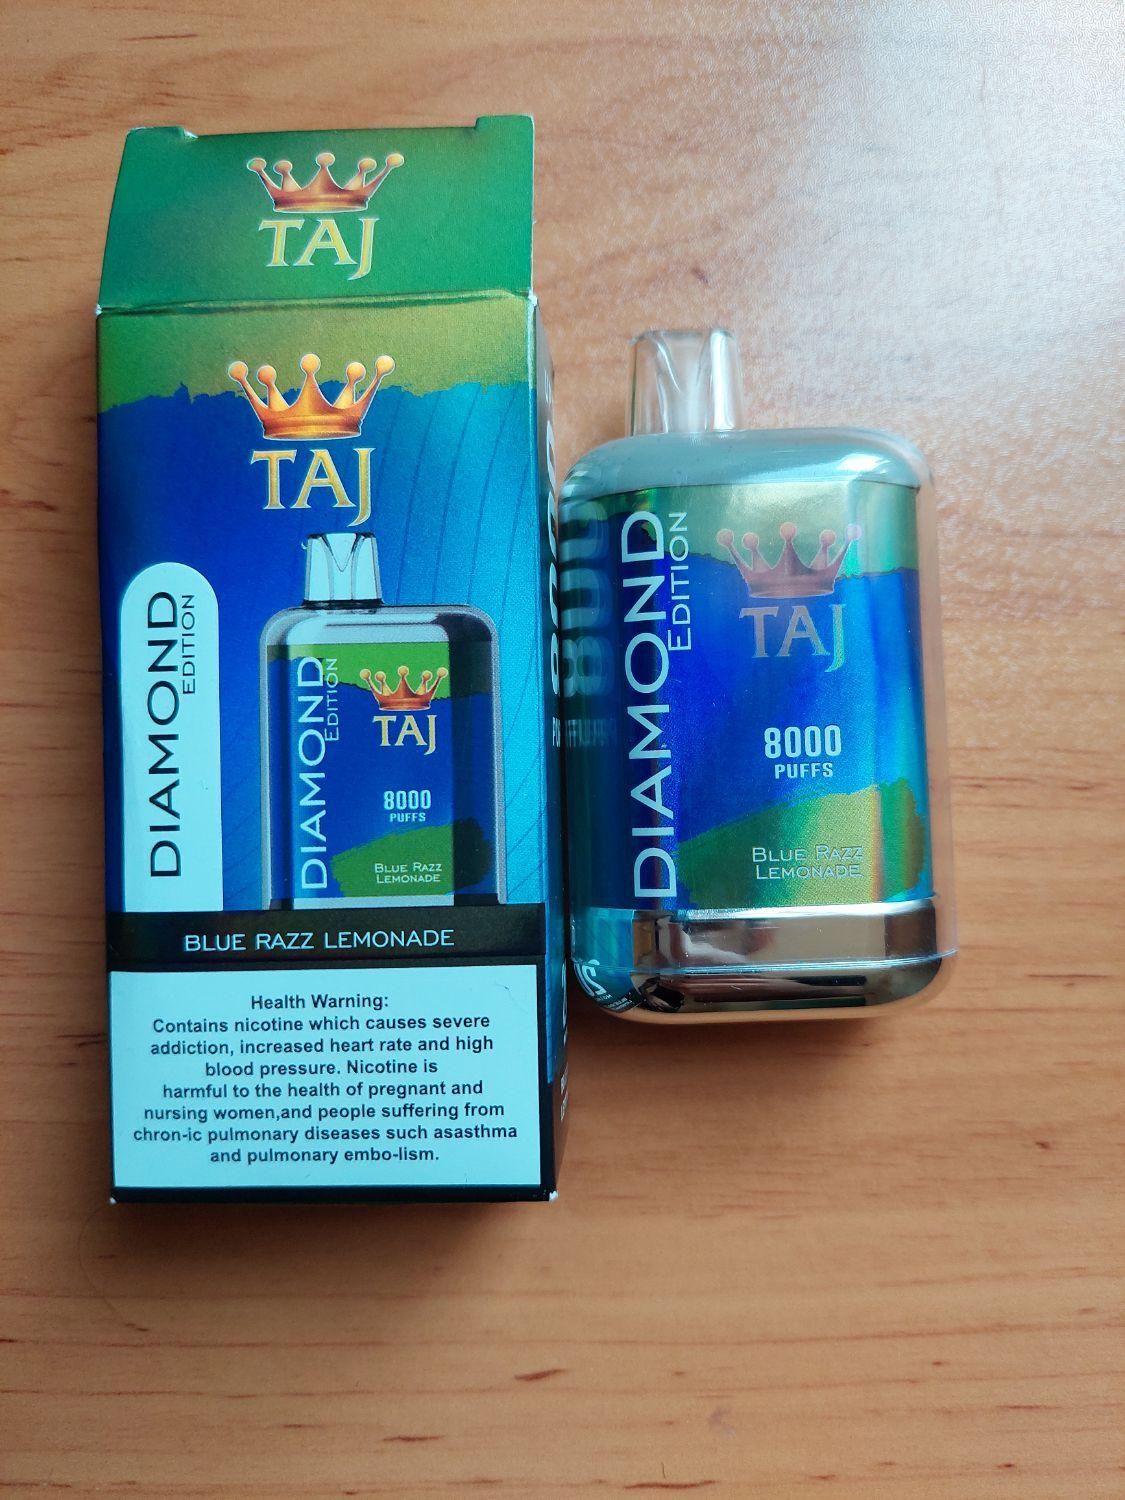 TAJ
TAJ
DIAMOND
EDITION
DIAMOND
EDITION
TAJ
8000
PUFFS
BLUE RAZZ
LEMONADE
BLUE RAZZ LEMONADE
Health Warning:
Contains nicotine which causes severe
addiction, increased heart rate and high
blood pressure. Nicotine is
harmful to the health of pregnant and
nursing women,and people suffering from
chron-ic pulmonary diseases such asasthma
and pulmonary embo-lism.
DIAMOND
EDITION
TAJ
8000
PUFFS
BLUE RAZZ
LEMONADE